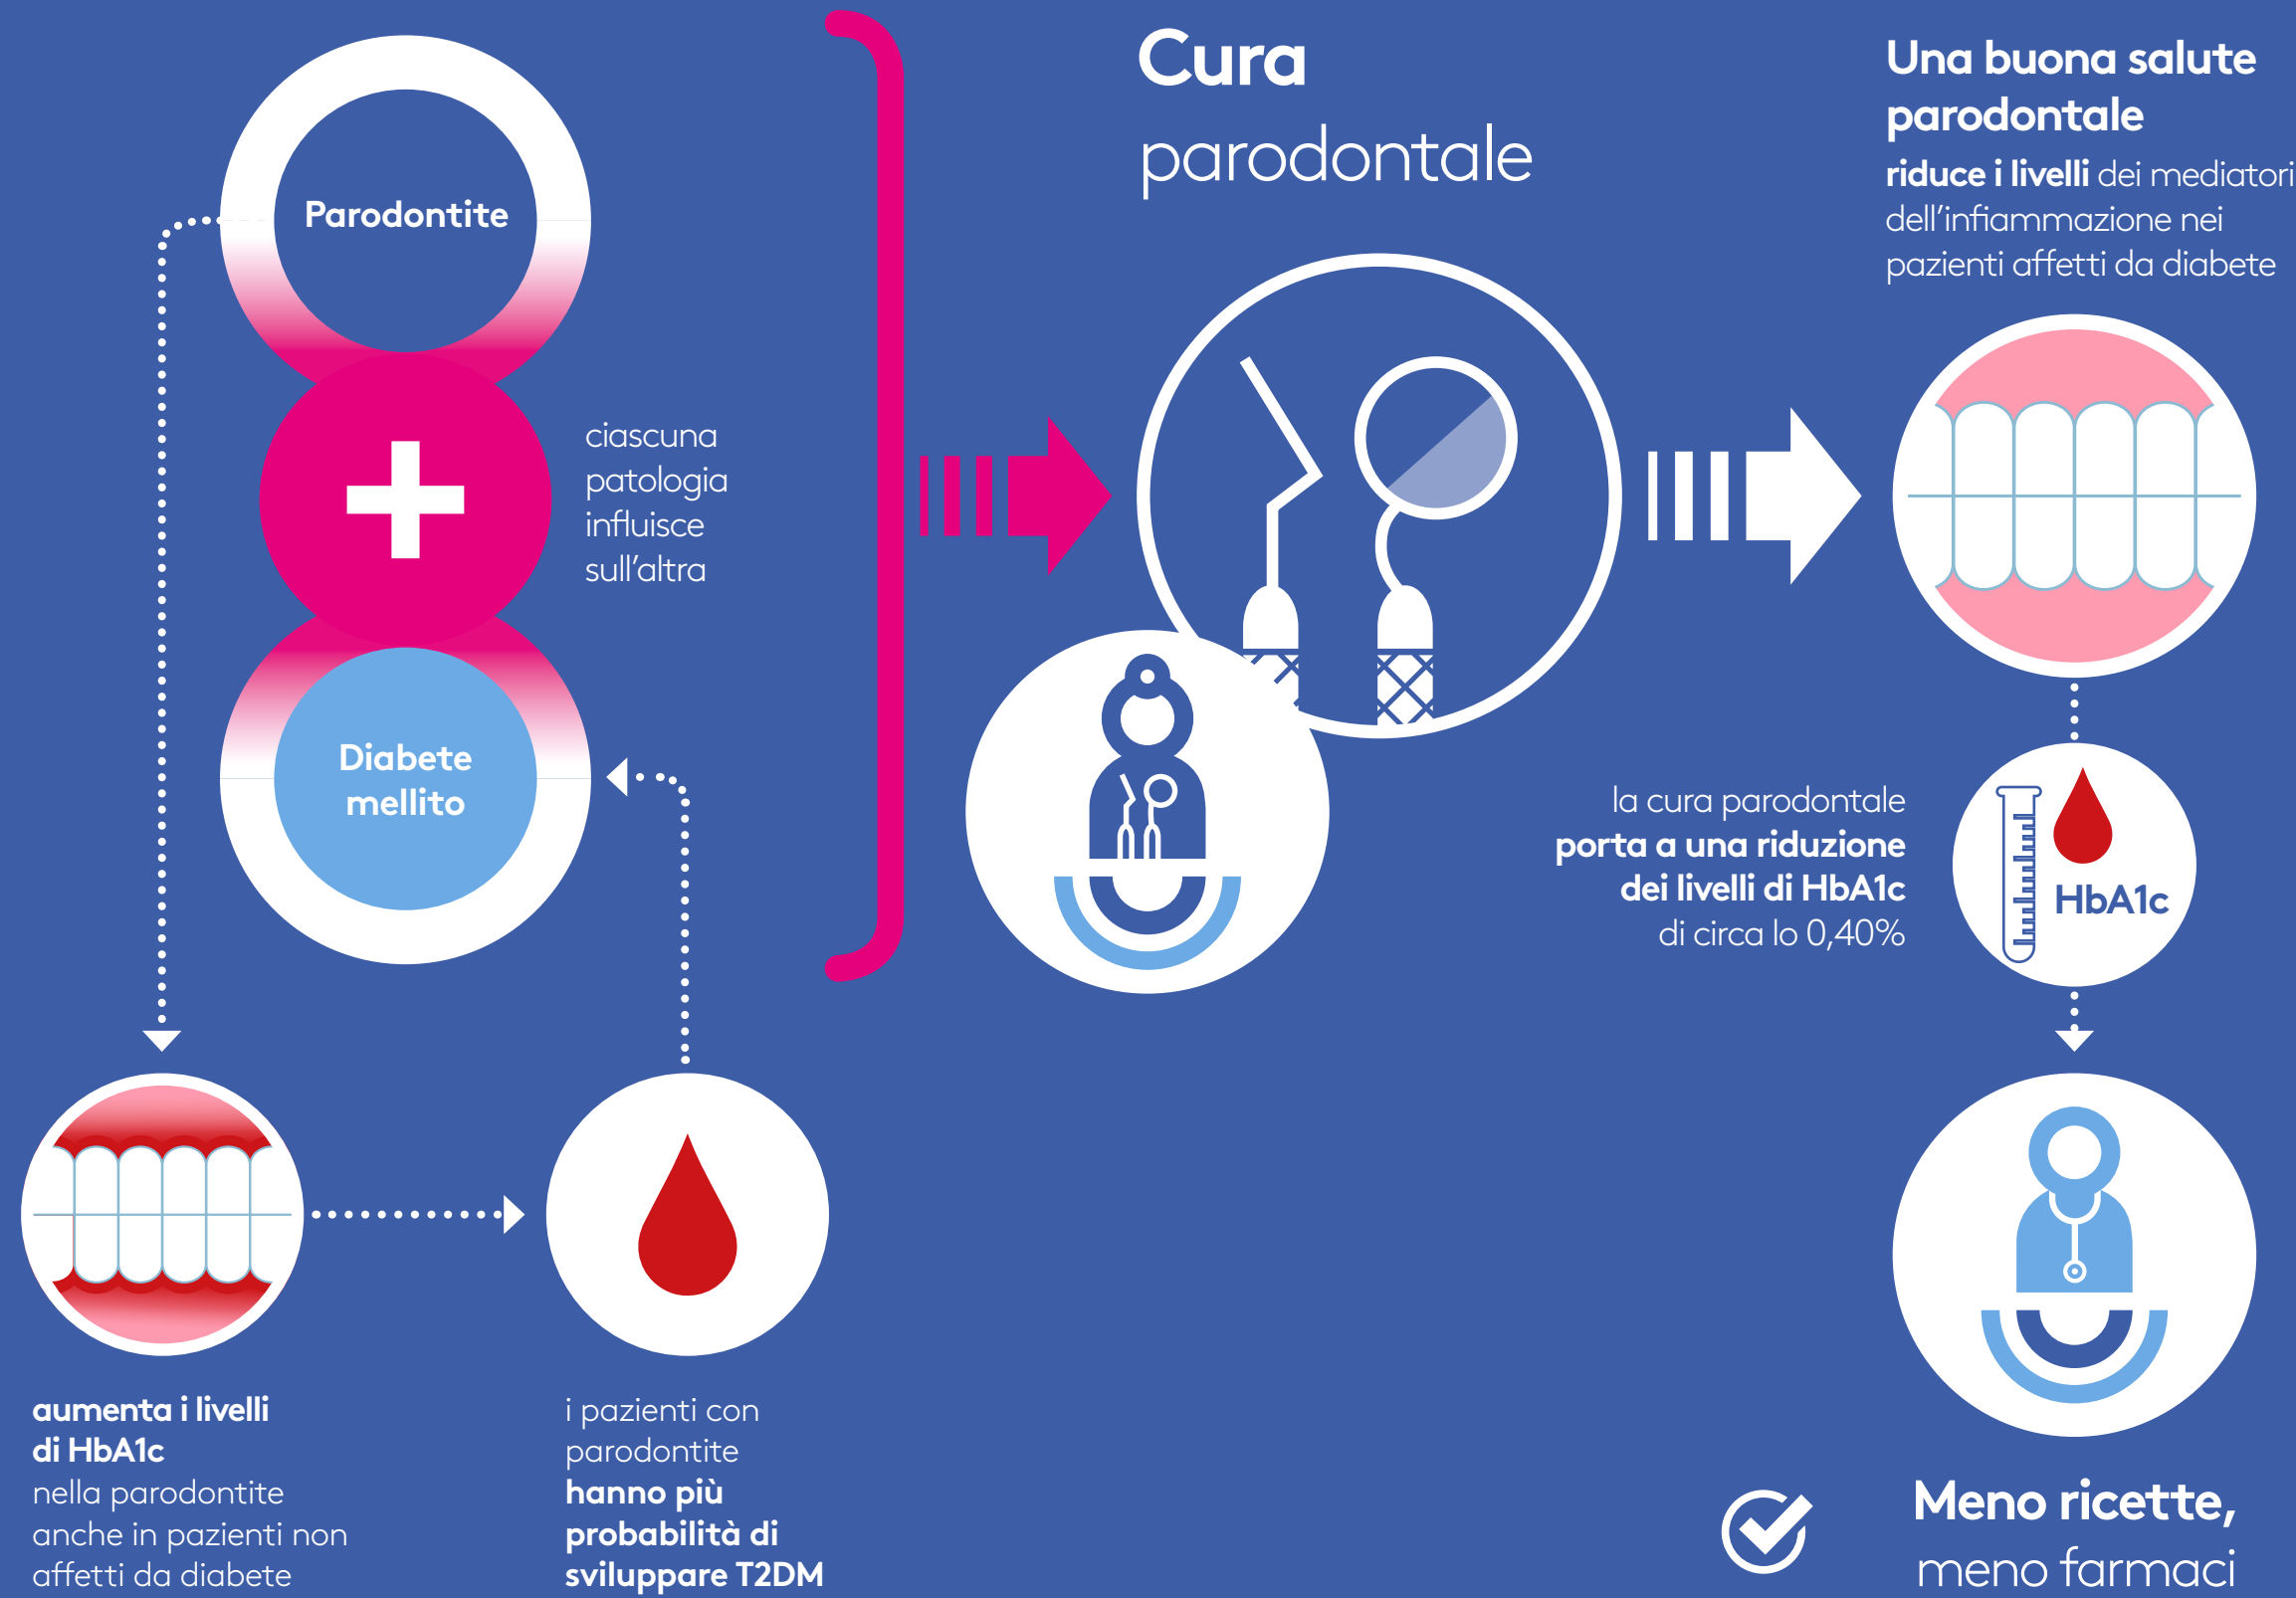 Parodontite
ciascuna
patologia
influisce
sull'altra
Diabete
mellito
aumenta i livelli
di HbA1c
nella parodontite
anche in pazienti non
affetti da diabete
i pazienti con
parodontite
hanno più
probabilità di
sviluppare T2DM
Cura
parodontale
Una buona salute
parodontale
riduce i livelli dei mediatori
dell'infiammazione nei
pazienti affetti da diabete
la cura parodontale
porta a una riduzione
dei livelli di HbA1c
di circa lo 0,40%
HbA1c
Meno ricette,
meno farmaci